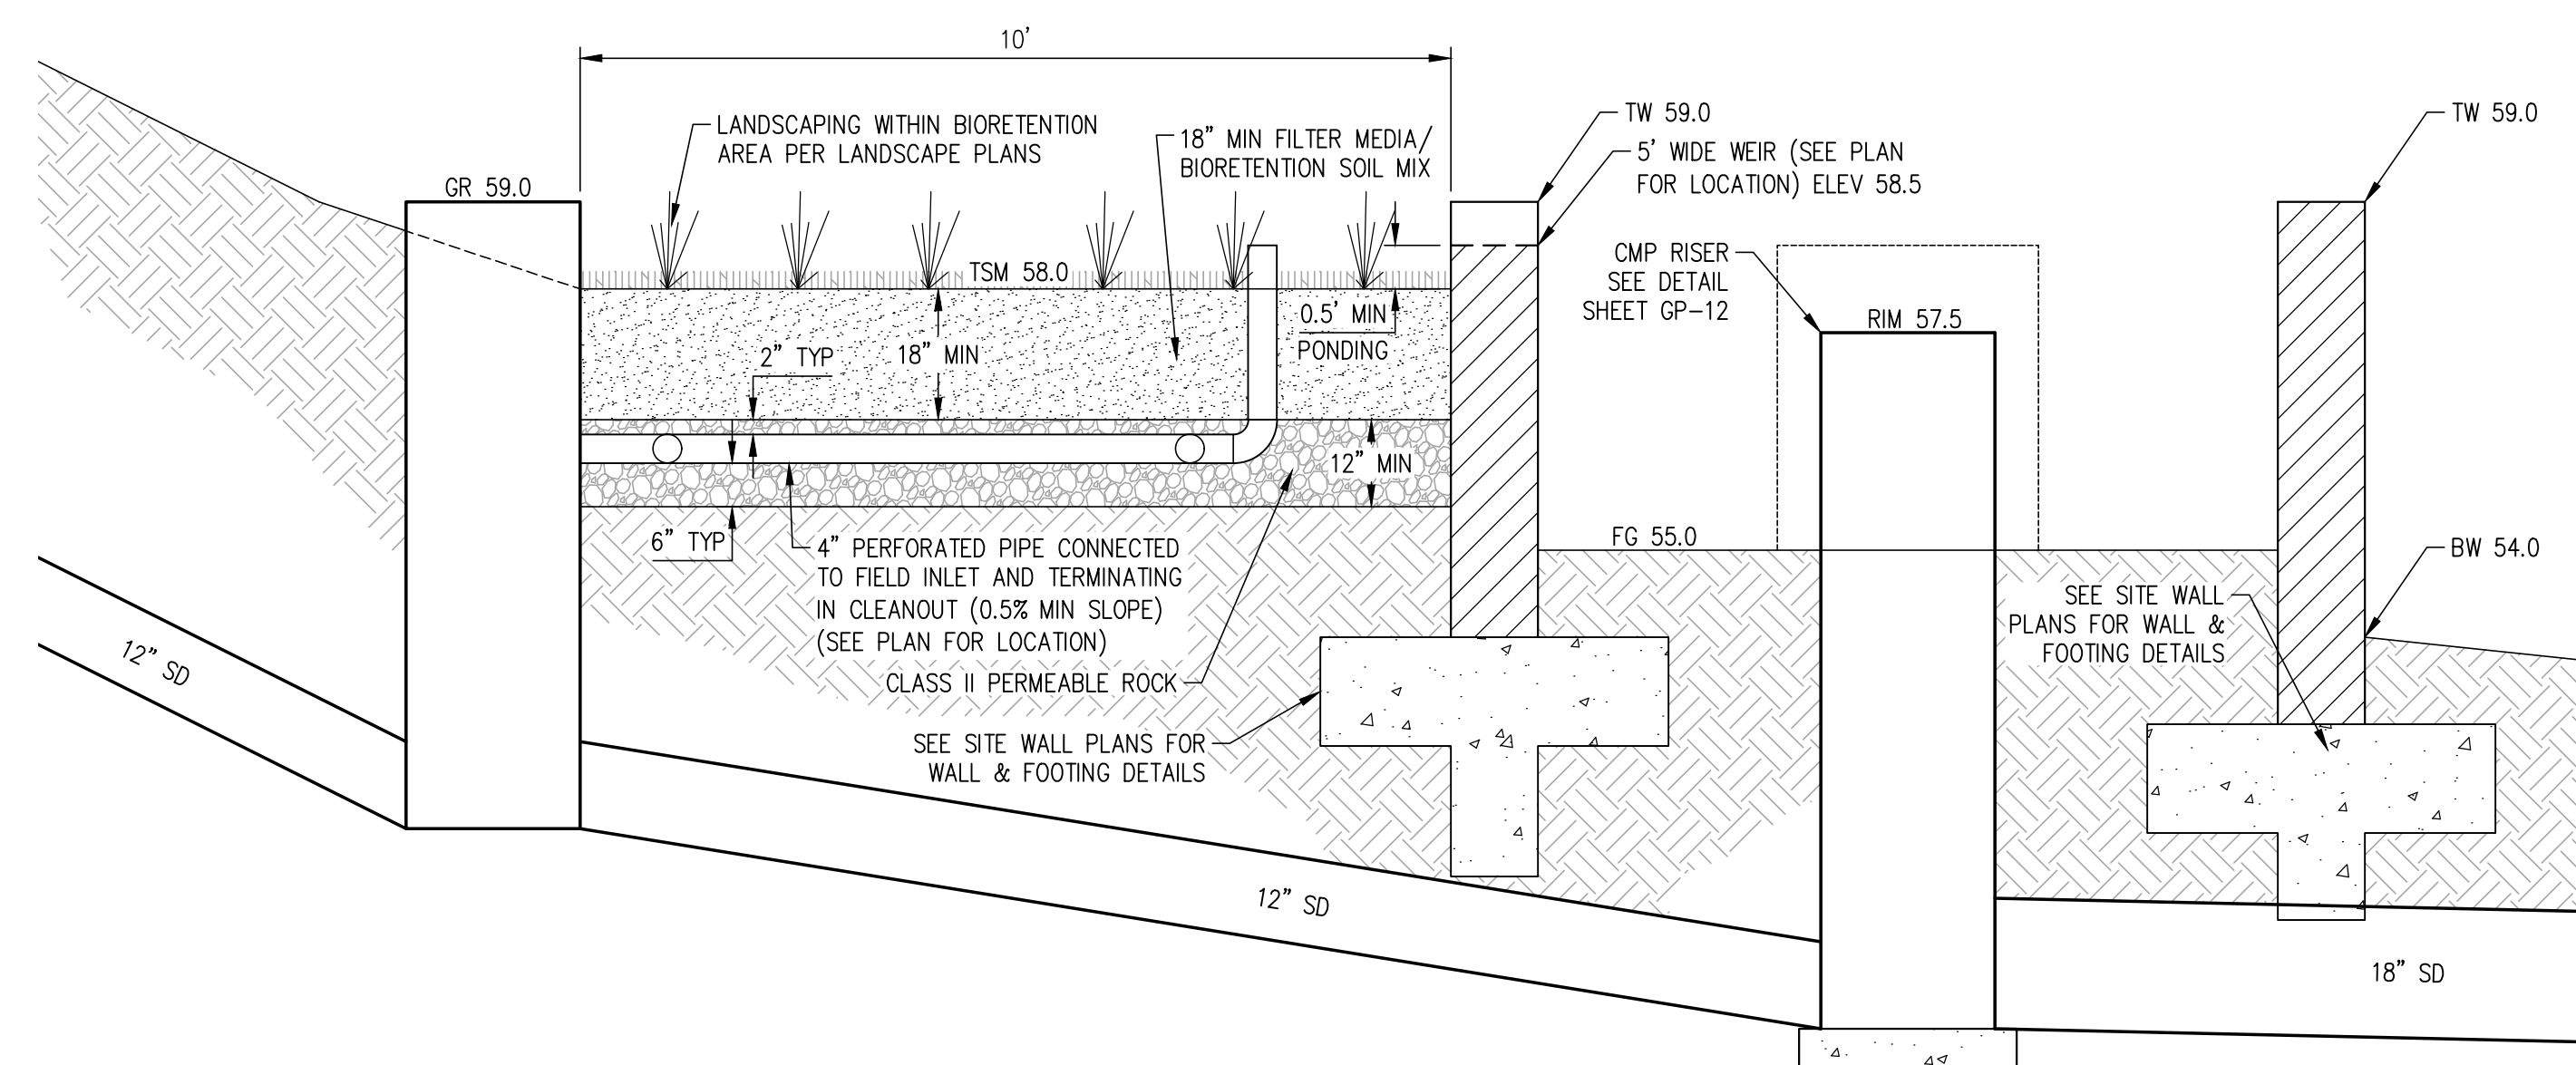 10'
LANDSCAPING WITHIN BIORETENTION
AREA PER LANDSCAPE PLANS
18" MIN FILTER MEDIA/
BIORETENTION SOIL MIX
TW 59.0
5' WIDE WEIR (SEE PLAN
FOR LOCATION) ELEV 58.5
TW 59.0
GR 59.0
TSM 58.0
CMP RISER
SEE DETAIL
SHEET GP-12
RIM 57.5
0.5' MIN
PONDING
2" TYP
18" MIN
12" MIN
6" TYP
4" PERFORATED PIPE CONNECTED
TO FIELD INLET AND TERMINATING
IN CLEANOUT (0.5% MIN SLOPE)
(SEE PLAN FOR LOCATION)
CLASS II PERMEABLE ROCK
FG 55.0
BW 54.0
SEE SITE WALL
PLANS FOR WALL &
FOOTING DETAILS
SEE SITE WALL PLANS FOR
WALL & FOOTING DETAILS
12" SD
12" SD
18" SD